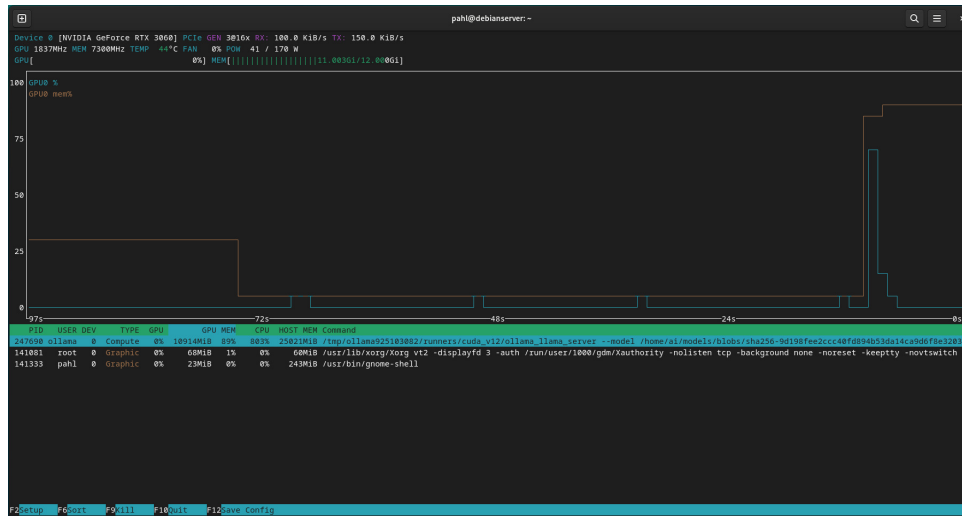 pahl@debianserver: ~
Device 0 [NVIDIA GeForce RTX 3060] PCIe GEN 3@16x RX: 100.0 KiB/s TX: 150.0 KiB/s
GPU 1837MHz MEM 7300MHz TEMP 44°C FAN 0% POW 41 / 170 W
GPU[ 0%] MEM[||||||||||||||||||11.003Gi/12.000Gi]
100 GPU0 %
GPU0 mem%
75
50
25
0
97s 72s 48s 24s 0s
PID USER DEV TYPE GPU GPU MEM CPU HOST MEM Command
247690 ollama 0 Compute 0% 10914MiB 89% 803% 25021MiB /tmp/ollama925103082/runners/cuda_v12/ollama_llama_server --model /home/ai/models/blobs/sha256-9d198fee2ccc40fd894b53da14ca9d6f8e3203
141081 root 0 Graphic 0% 68MiB 1% 0% 60MiB /usr/lib/xorg/Xorg vt2 -displayfd 3 -auth /run/user/1000/gdm/Xauthority -nolisten tcp -background none -noreset -keeptty -novtswitch
141333 pahl 0 Graphic 0% 23MiB 0% 0% 243MiB /usr/bin/gnome-shell
F2Setup F6Sort F9Kill F10Quit F12Save Config